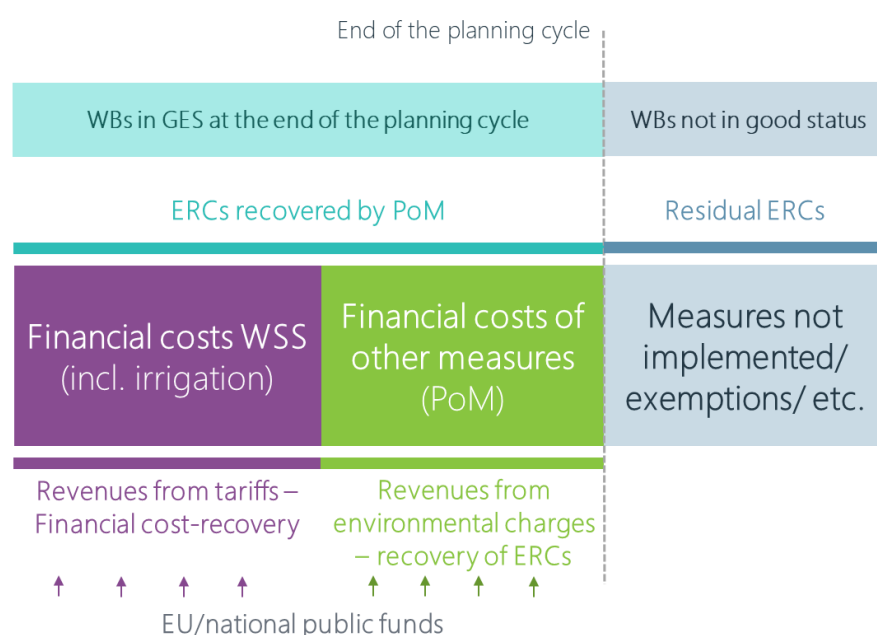 End of the planning cycle
WBs in GES at the end of the planning cycle
WBs not in good status
ERCs recovered by PoM
Residual ERCs
Financial costs WSS
(incl. irrigation)
Financial costs of
other measures
(PoM)
Measures not
implemented/
exemptions/ etc.
Revenues from tariffs –
Financial cost-recovery
Revenues from
environmental charges
– recovery of ERCs
EU/national public funds